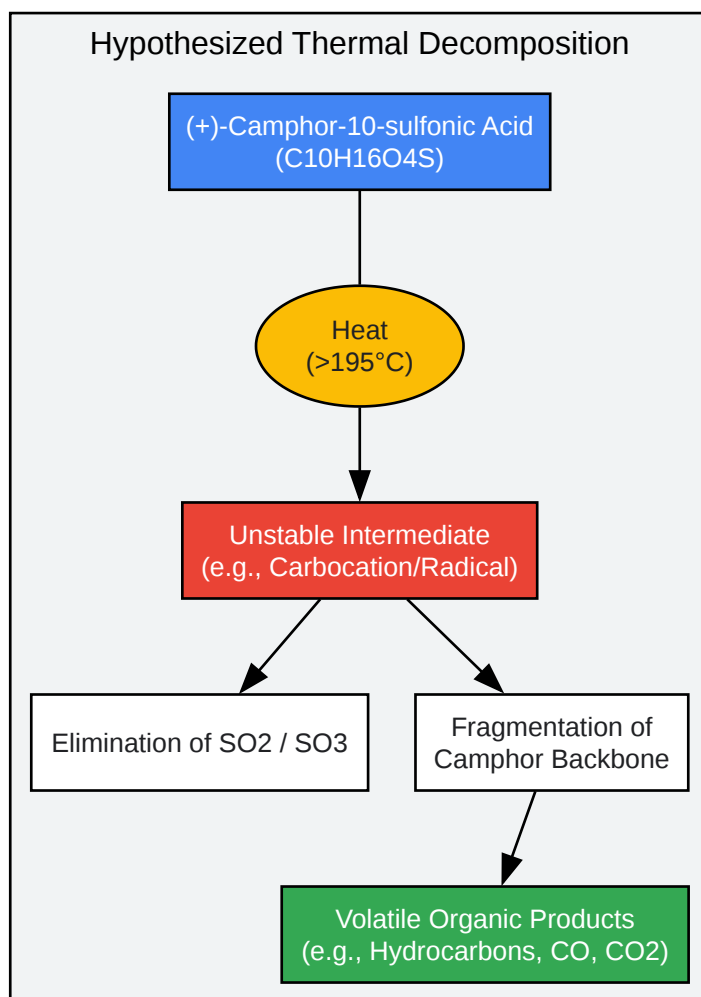 Hypothesized Thermal Decomposition
(+)-Camphor-10-sulfonic Acid
(C10H16O4S)
Heat
(>195°C)
Unstable Intermediate
(e.g., Carbocation/Radical)
Elimination of SO2 / SO3
Fragmentation of
Camphor Backbone
Volatile Organic Products
(e.g., Hydrocarbons, CO, CO2)